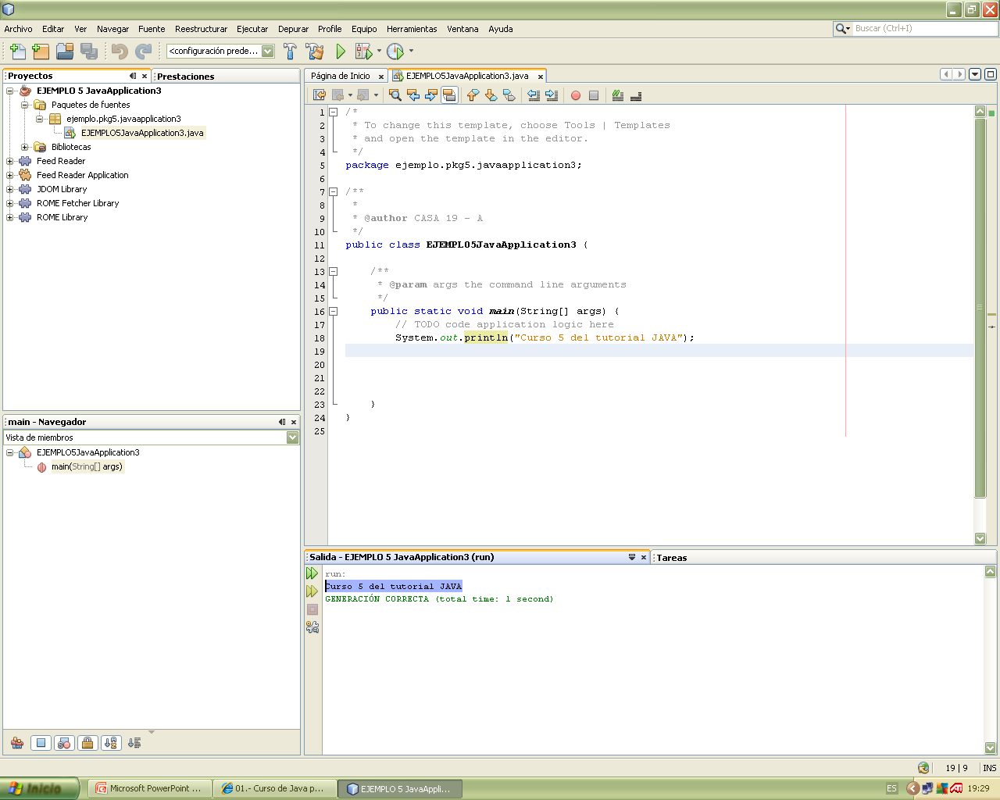 Archivo Editar Ver Navegar Fuente Reestructurar Ejecutar Depurar Profile Equipo Herramientas Ventana Ayuda
Buscar (Ctrl+I)
<configuración prede...
Proyectos
Prestaciones
EJEMPLO 5 JavaApplication3
Paquetes de fuentes
ejemplo.pkg5.javaapplication3
EJEMPLO5JavaApplication3.java
Bibliotecas
Feed Reader
Feed Reader Application
JDOM Library
ROME Fetcher Library
ROME Library
main - Navegador
Vista de miembros
EJEMPLO5JavaApplication3
main(String[] args)
Página de Inicio
EJEMPLO5JavaApplication3.java
1 /*
2 * To change this template, choose Tools | Templates
3 * and open the template in the editor.
4 */
5 package ejemplo.pkg5.javaapplication3;
6
7 /**
8 *
9 * @author CASA 19 - A
10 */
11 public class EJEMPLO5JavaApplication3 {
12
13 /**
14 * @param args the command line arguments
15 */
16 public static void main(String[] args) {
17 // TODO code application logic here
18 System.out.println("Curso 5 del tutorial JAVA");
19
20
21
22
23 }
24 }
25
Salida - EJEMPLO 5 JavaApplication3 (run)
Tareas
run:
Curso 5 del tutorial JAVA
GENERACIÓN CORRECTA (total time: 1 second)
19 | 9 INS
Inicio
Microsoft PowerPoint ...
01.- Curso de Java p...
EJEMPLO 5 JavaAppli...
ES
19:29